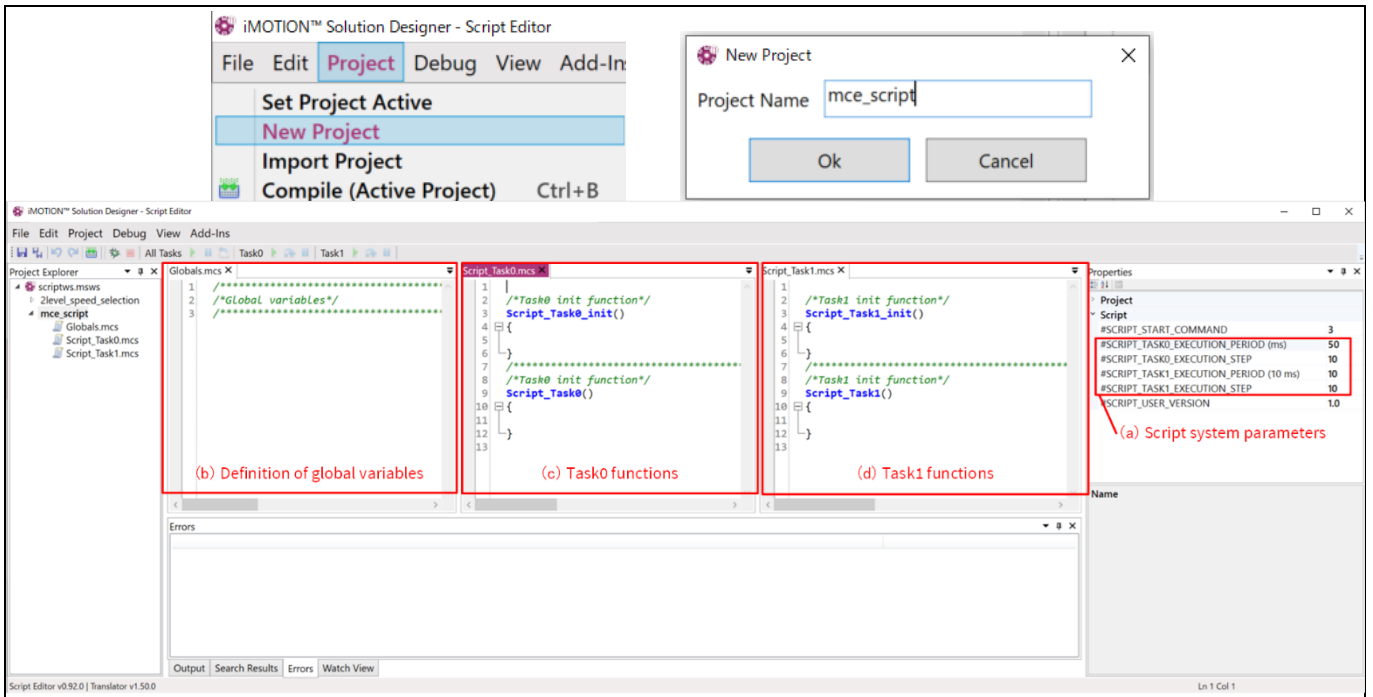 iMOTION™ Solution Designer - Script Editor
File Edit Project Debug View Add-In
Set Project Active
New Project
Import Project
Compile (Active Project) Ctrl+B
New Project
Project Name mce_script
Ok Cancel
iMOTION™ Solution Designer - Script Editor
File Edit Project Debug View Add-Ins
All Tasks Task0 Task1
Project Explorer
scriptws.msws
2level_speed_selection
mce_script
Globals.mcs
Script_Task0.mcs
Script_Task1.mcs
Globals.mcs
1 /************************************
2 /*Global variables*/
3 /************************************
(b) Definition of global variables
Script_Task0.mcs
1
2 /*Task0 init function*/
3 Script_Task0_init()
4 {
5
6 }
7 /************************************
8 /*Task0 init function*/
9 Script_Task0()
10 {
11
12 }
13
(c) Task0 functions
Script_Task1.mcs
1
2 /*Task1 init function*/
3 Script_Task1_init()
4 {
5
6 }
7 /************************************
8 /*Task1 init function*/
9 Script_Task1()
10 {
11
12 }
13
(d) Task1 functions
Properties
Project
Script
#SCRIPT_START_COMMAND 3
#SCRIPT_TASK0_EXECUTION_PERIOD (ms) 50
#SCRIPT_TASK0_EXECUTION_STEP 10
#SCRIPT_TASK1_EXECUTION_PERIOD (10 ms) 10
#SCRIPT_TASK1_EXECUTION_STEP 10
#SCRIPT_USER_VERSION 1.0
(a) Script system parameters
Name
Errors
Output Search Results Errors Watch View
Script Editor v0.92.0 | Translator v1.50.0
Ln 1 Col 1